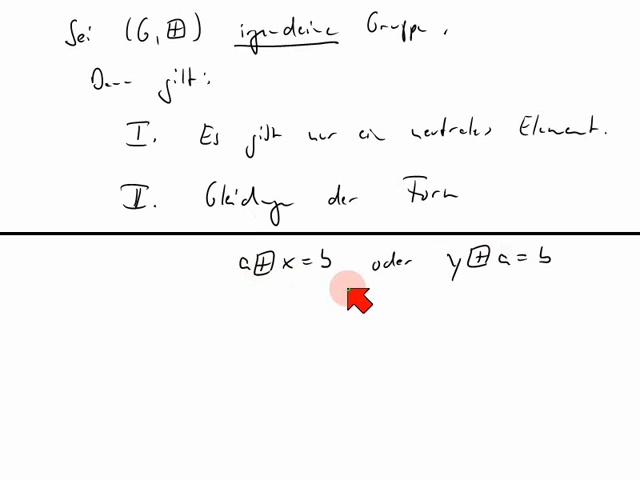 Sei (G, ⊞) irgendeine Gruppe.
Dann gilt:
I. Es gibt nur ein neutrales Element.
II. Gleichungen der Form
a ⊞ x = b oder y ⊞ a = b